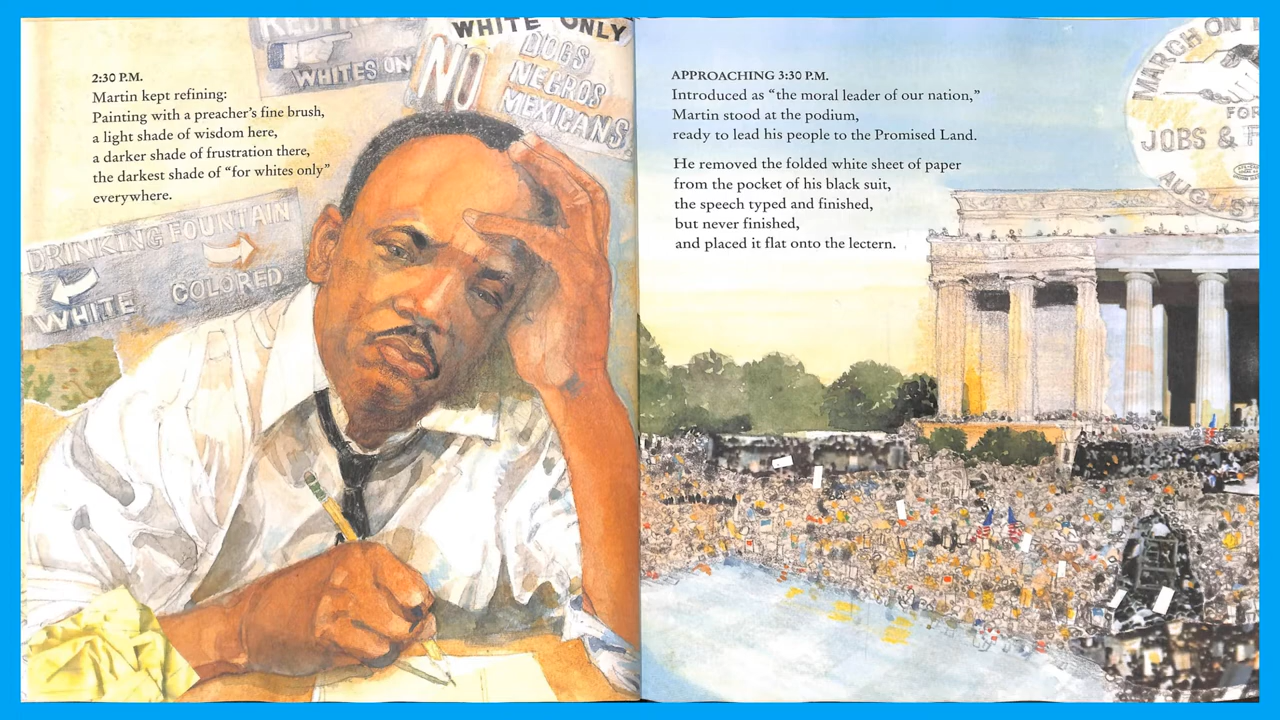 WHITE ONLY
WHITES ON
NO
DOGS
NEGROS
MEXICANS
2:30 P.M.
Martin kept refining:
Painting with a preacher's fine brush,
a light shade of wisdom here,
a darker shade of frustration there,
the darkest shade of “for whites only”
everywhere.
DRINKING FOUNTAIN
WHITE
COLORED
APPROACHING 3:30 P.M.
Introduced as “the moral leader of our nation,”
Martin stood at the podium,
ready to lead his people to the Promised Land.
He removed the folded white sheet of paper
from the pocket of his black suit,
the speech typed and finished,
but never finished,
and placed it flat onto the lectern.
MARCH ON
FOR
JOBS & F
AUGUST